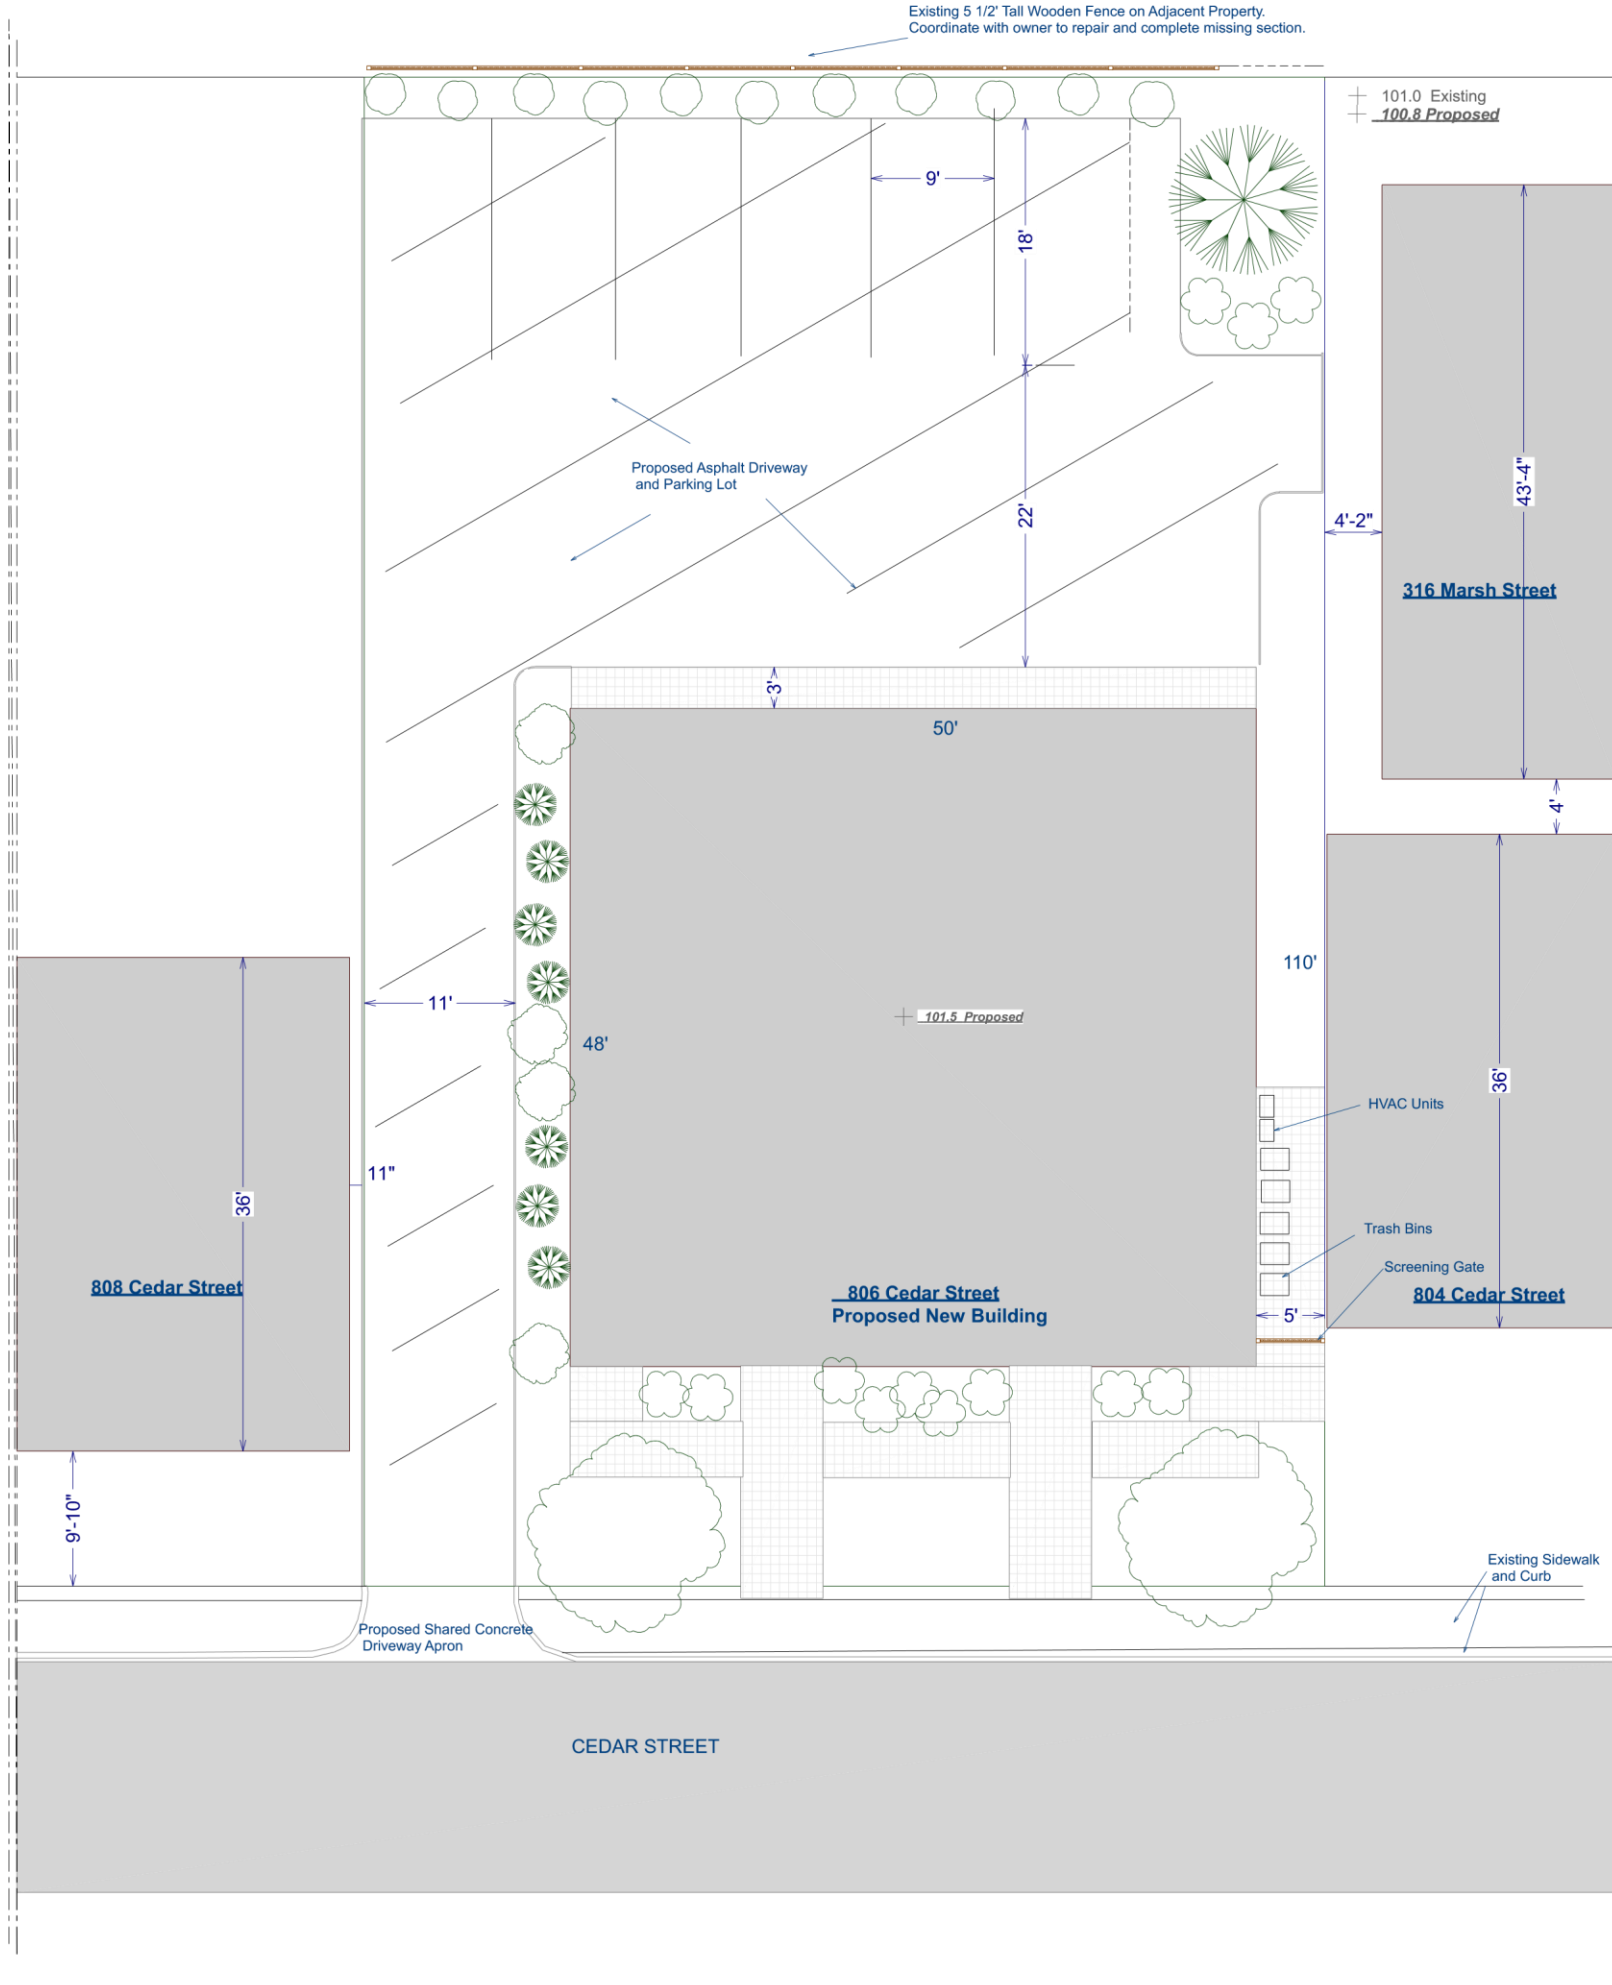 Existing 5 1/2' Tall Wooden Fence on Adjacent Property.
Coordinate with owner to repair and complete missing section.
101.0 Existing
100.8 Proposed
9'
18'
Proposed Asphalt Driveway
and Parking Lot
43'-4"
22'
4'-2"
316 Marsh Street
3'
50'
4'
110'
11'
101.5 Proposed
48'
36'
HVAC Units
11"
36'
Trash Bins
Screening Gate
808 Cedar Street
806 Cedar Street
Proposed New Building
804 Cedar Street
5'
9'-10"
Existing Sidewalk
and Curb
Proposed Shared Concrete
Driveway Apron
CEDAR STREET